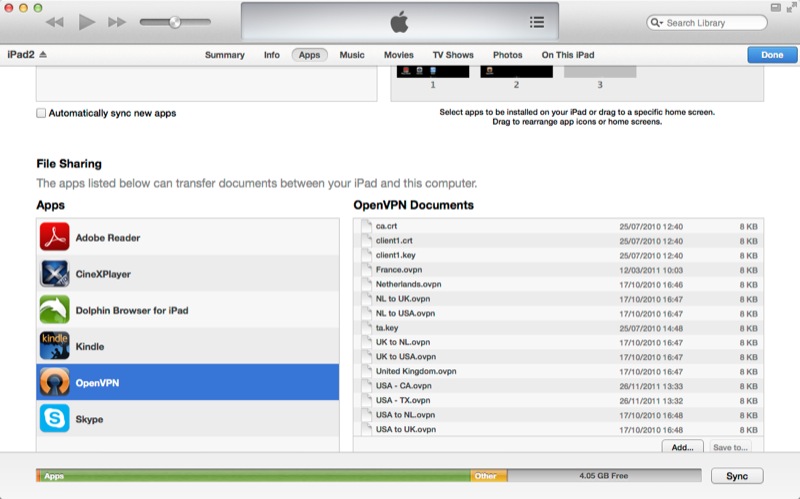 Search Library
iPad2
Summary Info Apps Music Movies TV Shows Photos On This iPad Done
1 2 3
Automatically sync new apps
Select apps to be installed on your iPad or drag to a specific home screen.
Drag to rearrange app icons or home screens.
File Sharing
The apps listed below can transfer documents between your iPad and this computer.
Apps
Adobe Reader
CineXPlayer
Dolphin Browser for iPad
kindle
Kindle
OpenVPN
Skype
OpenVPN Documents
ca.crt 25/07/2010 12:40 8 KB
client1.crt 25/07/2010 12:40 8 KB
client1.key 25/07/2010 12:40 8 KB
France.ovpn 12/03/2011 10:03 8 KB
Netherlands.ovpn 17/10/2010 16:46 8 KB
NL to UK.ovpn 17/10/2010 16:47 8 KB
NL to USA.ovpn 17/10/2010 16:47 8 KB
ta.key 25/07/2010 14:48 8 KB
UK to NL.ovpn 17/10/2010 16:47 8 KB
UK to USA.ovpn 17/10/2010 16:47 8 KB
United Kingdom.ovpn 17/10/2010 16:47 8 KB
USA - CA.ovpn 26/11/2011 13:33 8 KB
USA - TX.ovpn 26/11/2011 13:32 8 KB
USA to NL.ovpn 17/10/2010 16:48 8 KB
USA to UK.ovpn 17/10/2010 16:48 8 KB
Add... Save to...
Apps Other 4.05 GB Free Sync